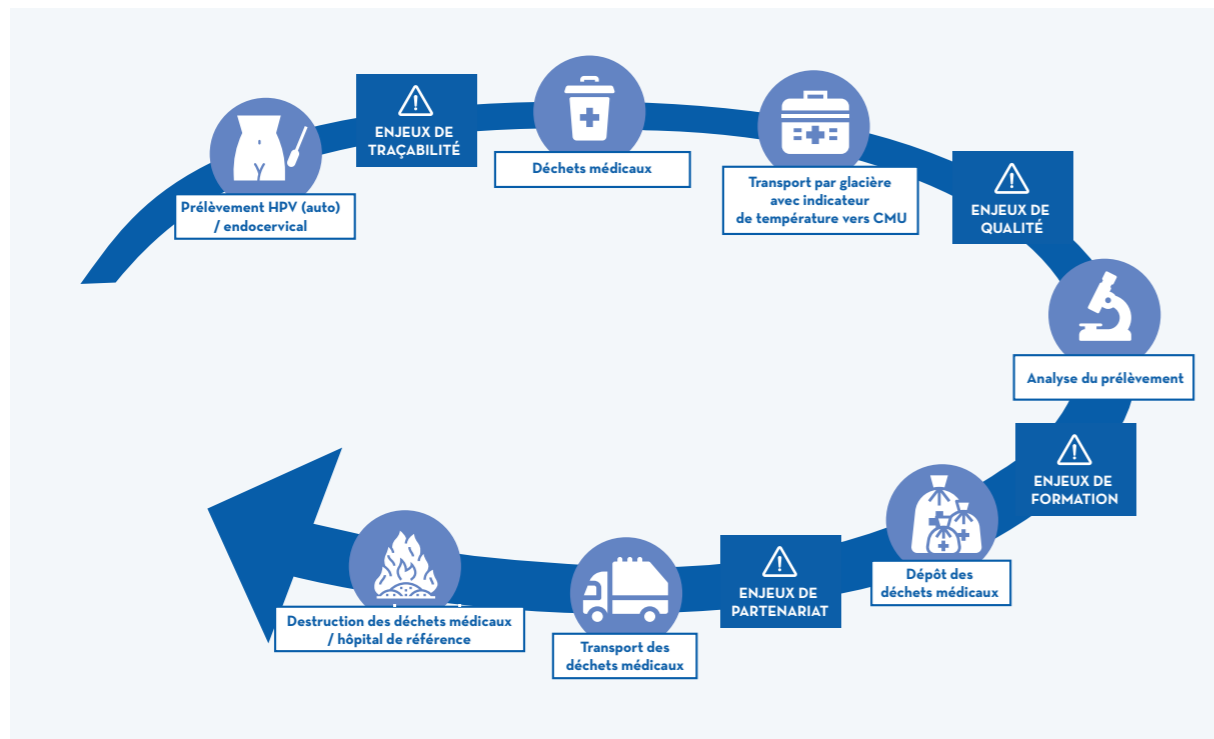 Prélèvement HPV (auto)
/ endocervical
ENJEUX DE
TRAÇABILITÉ
Déchets médicaux
Transport par glacière
avec indicateur
de température vers CMU
ENJEUX DE
QUALITÉ
Analyse du prélèvement
ENJEUX DE
FORMATION
Dépôt des
déchets médicaux
ENJEUX DE
PARTENARIAT
Transport des
déchets médicaux
Destruction des déchets médicaux
/ hôpital de référence